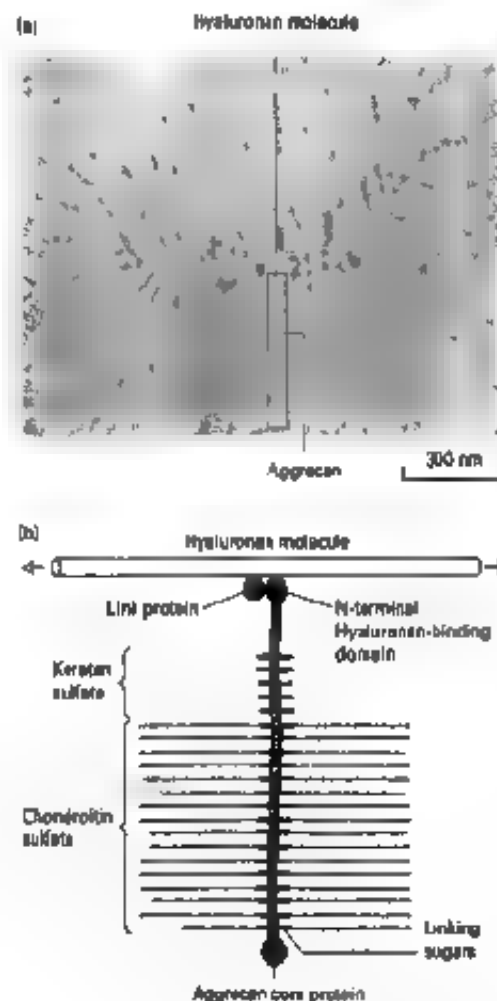 (a)
Hyaluronan molecule
Aggrecan
300 nm
(b)
Hyaluronan molecule
Link protein
N-terminal
Hyaluronan-binding
domain
Keratan
sulfate
Chondroitin
sulfate
Linking
sugars
Aggrecan core protein